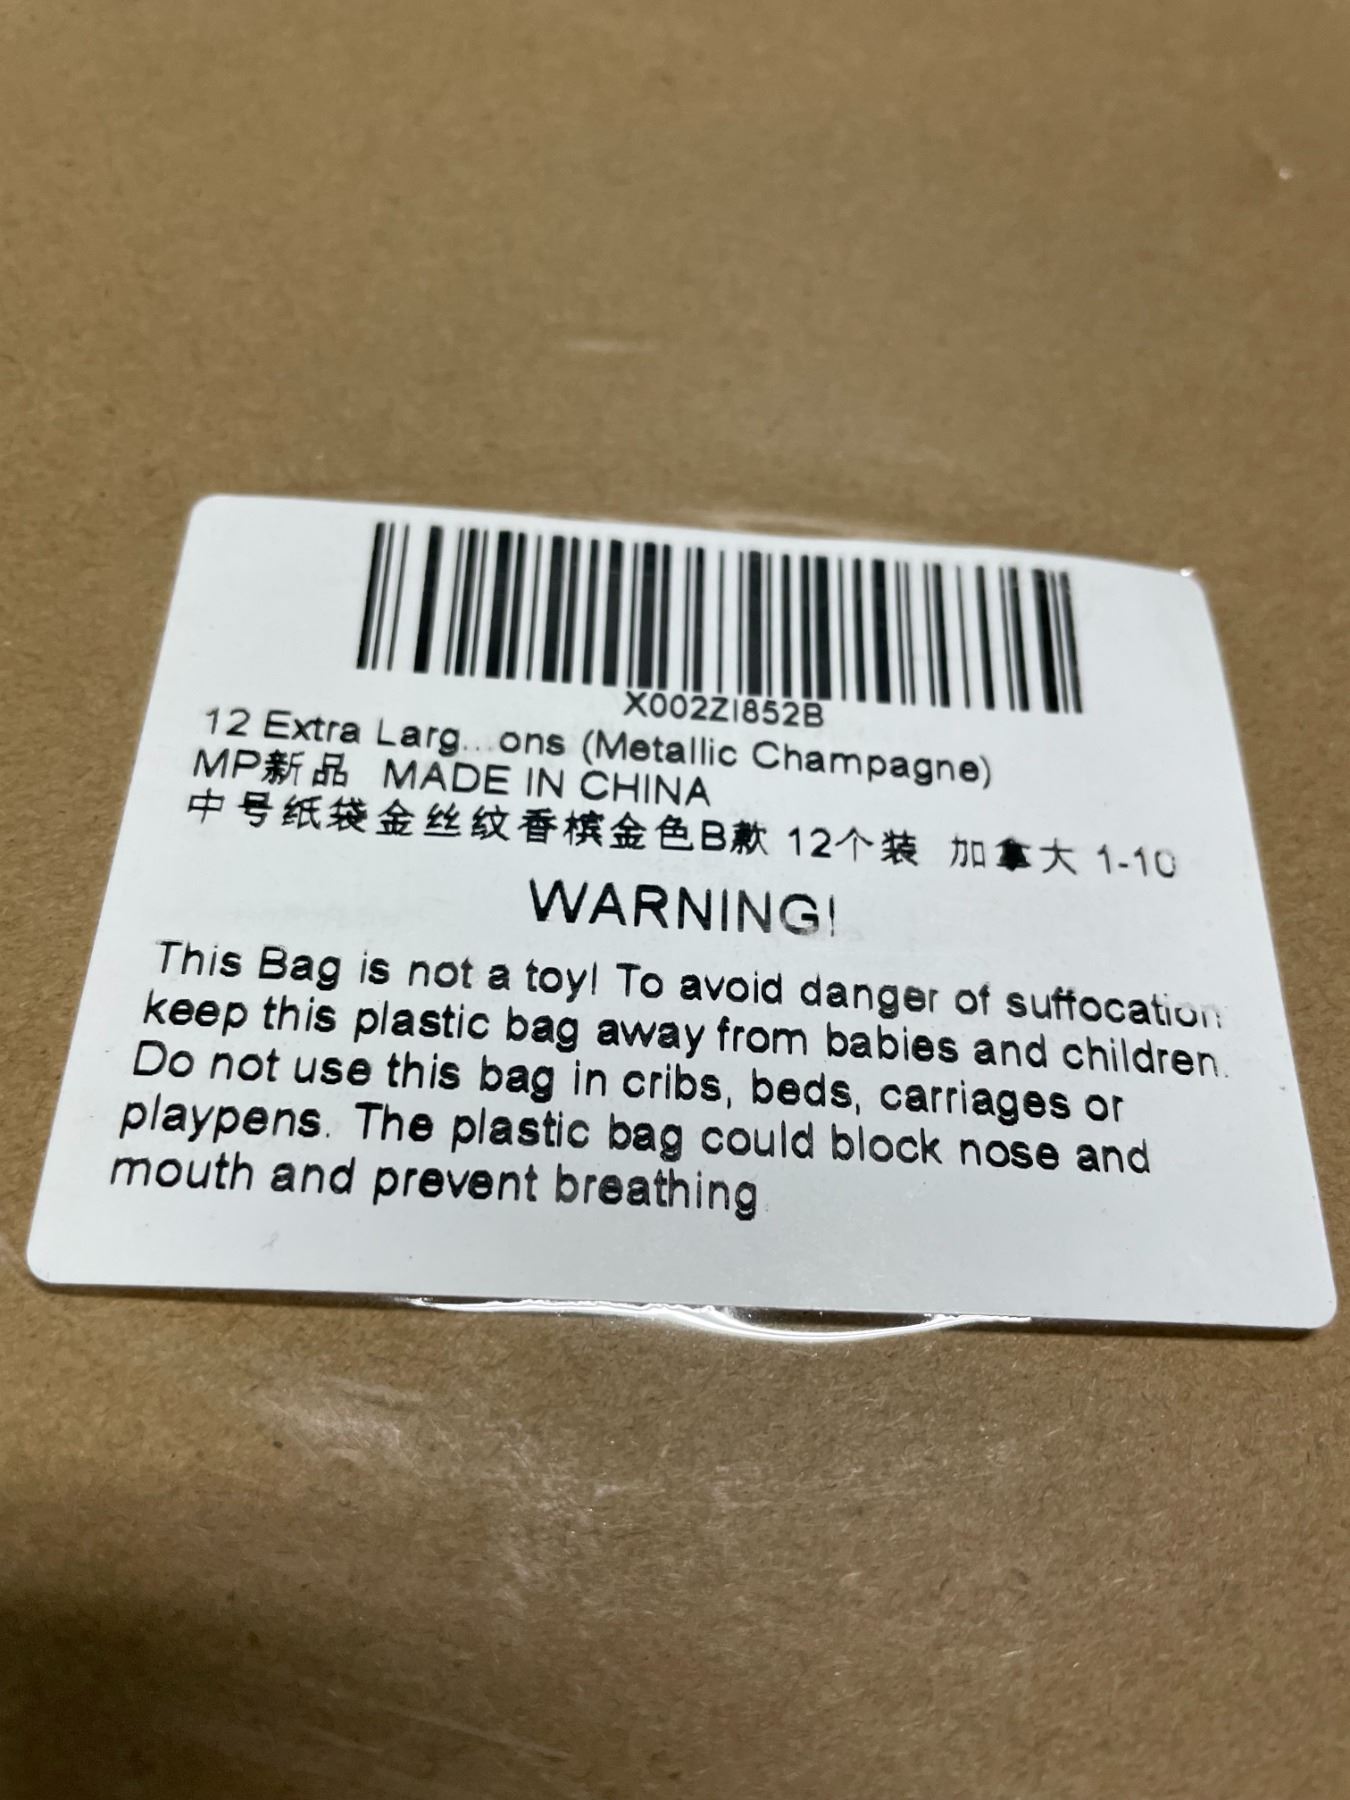 X002ZI852B
12 Extra Larg...ons (Metallic Champagne)
MP新品 MADE IN CHINA
中号纸袋金丝纹香槟金色B款 12个装 加拿大 1-10
WARNING!
This Bag is not a toy! To avoid danger of suffocation
keep this plastic bag away from babies and children.
Do not use this bag in cribs, beds, carriages or
playpens. The plastic bag could block nose and
mouth and prevent breathing